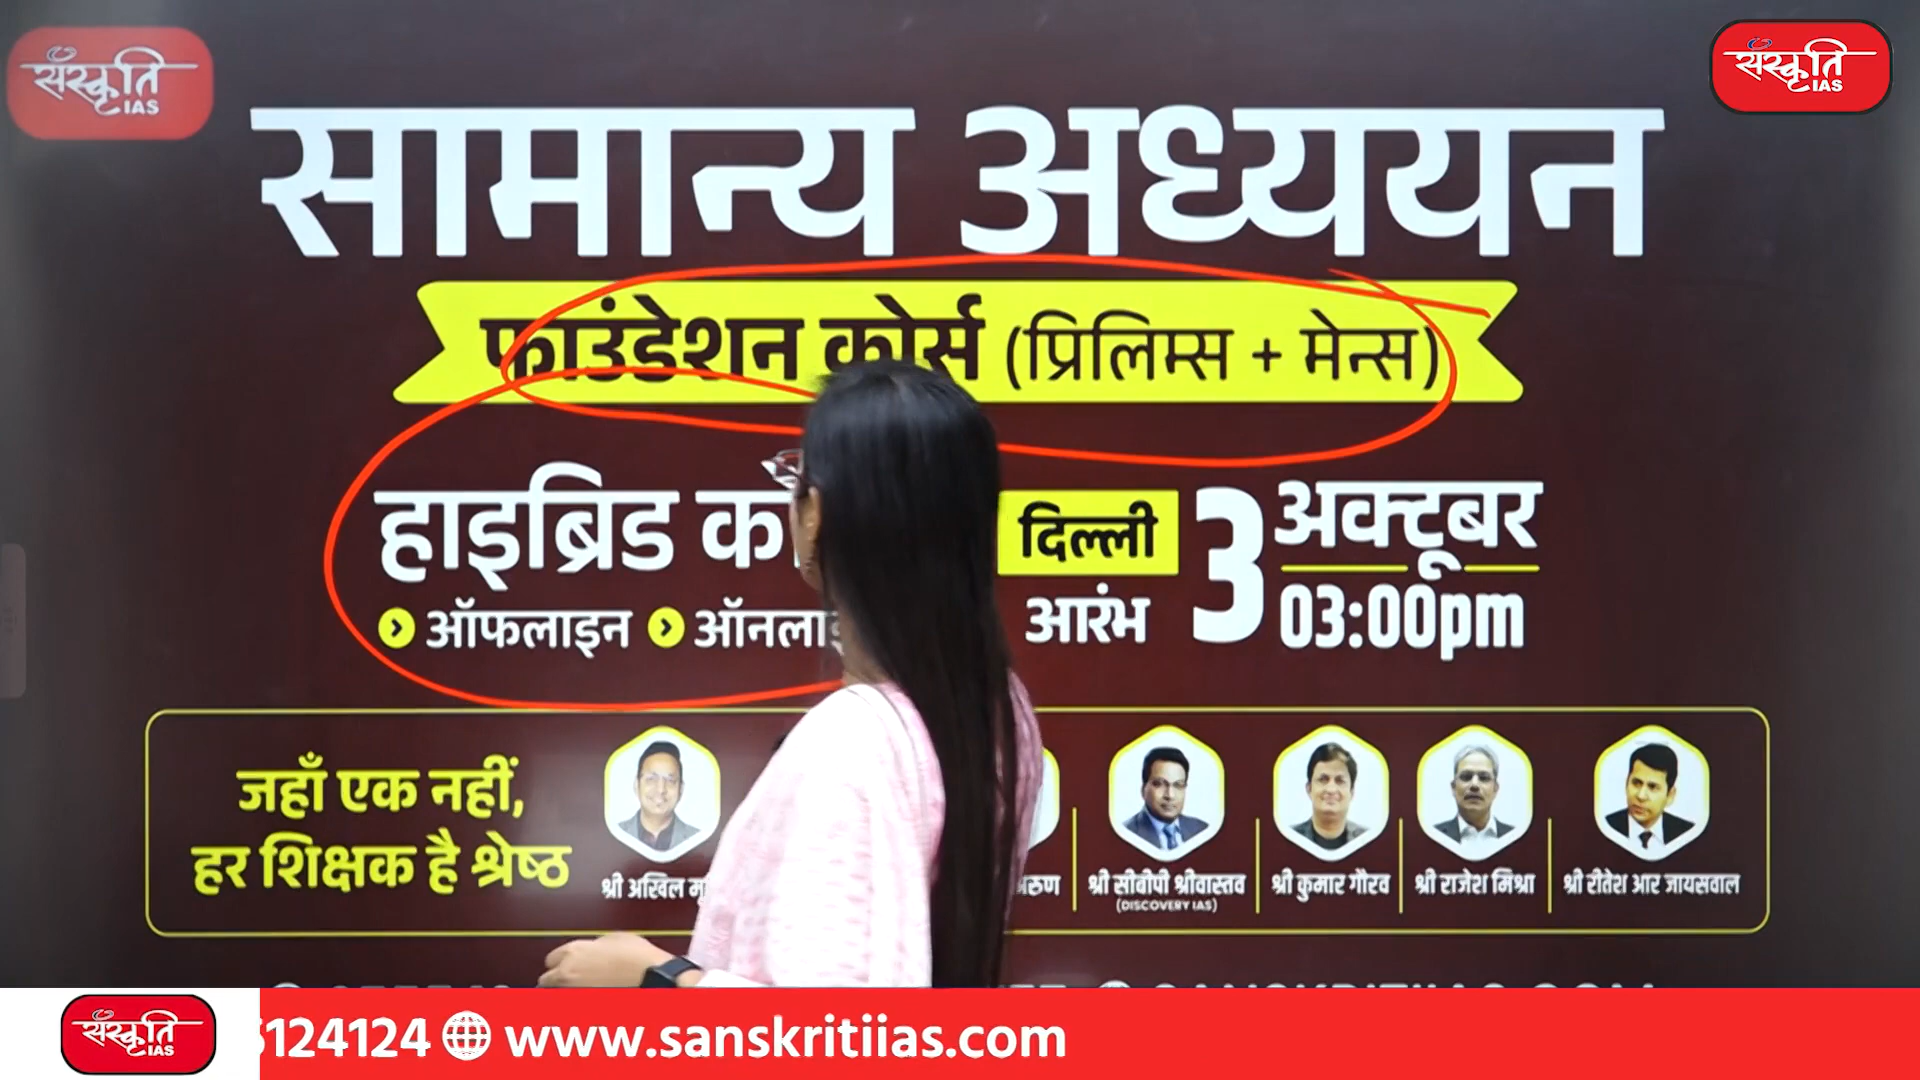 संस्कृति IAS
संस्कृति IAS
सामान्य अध्ययन
फाउंडेशन कोर्स (प्रिलिम्स + मेन्स)
हाइब्रिड
ऑफलाइन
दिल्ली
आरंभ
3 अक्टूबर
03:00pm
जहाँ एक नहीं,
हर शिक्षक है श्रेष्ठ
श्री अखिल
श्री सीबीपी श्रीवास्तव
(DISCOVERY IAS)
श्री कुमार गौरव
श्री राजेश मिश्रा
श्री रीतेश आर जायसवाल
संस्कृति IAS
124124 www.sanskritiias.com